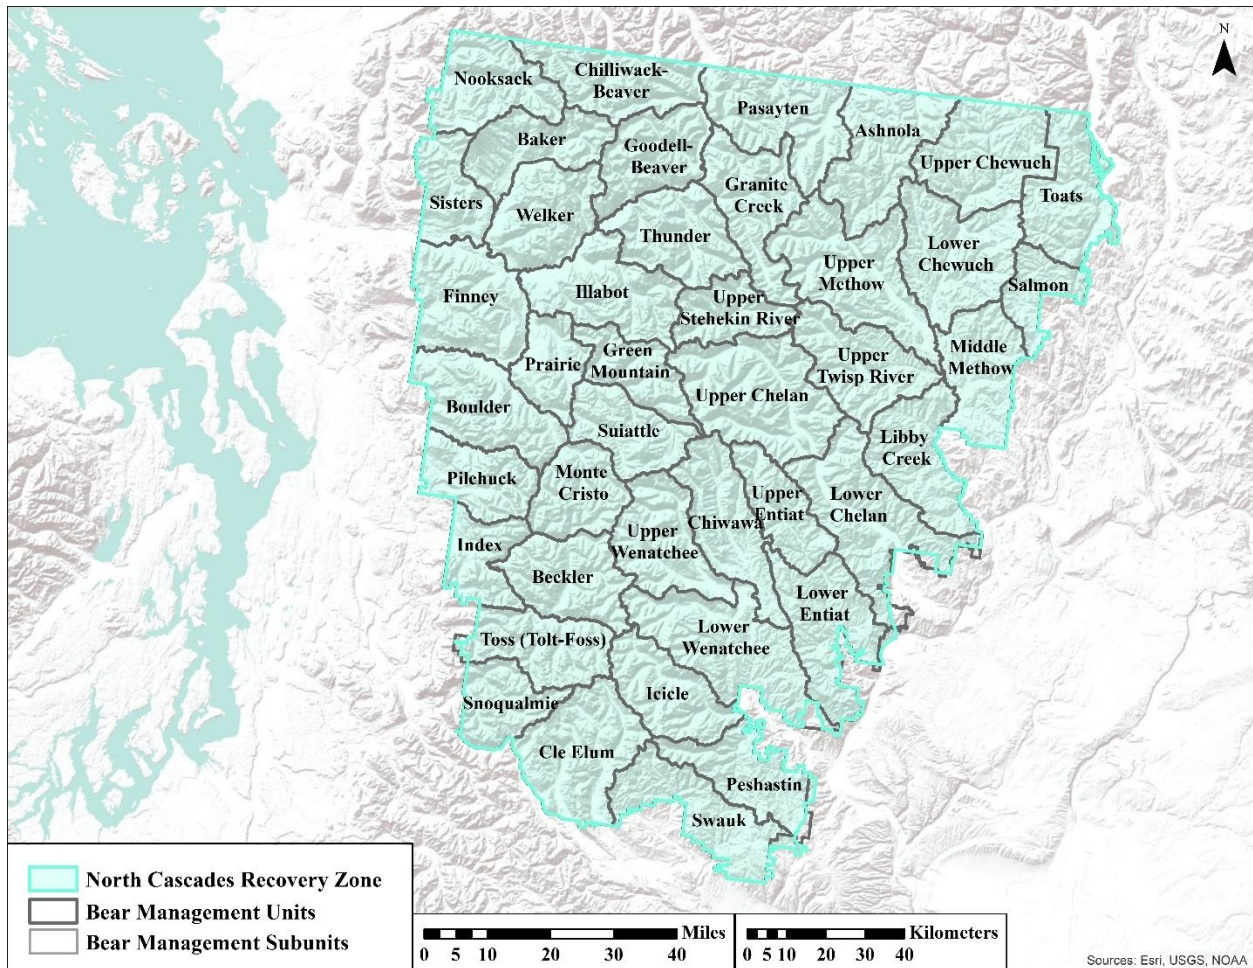 N
Nooksack
Chilliwack-
Beaver
Pasayten
Ashnola
Baker
Goodell-
Beaver
Upper Chewuch
Granite
Creek
Toats
Sisters
Welker
Thunder
Lower
Chewuch
Upper
Methow
Finney
Illabot
Salmon
Upper
Stehekin River
Prairie
Green
Mountain
Upper
Twisp River
Middle
Methow
Upper Chelan
Boulder
Suiattle
Libby
Creek
Pilchuck
Monte
Cristo
Upper
Entiat
Lower
Chelan
Chiwawa
Upper
Wenatchee
Index
Beckler
Lower
Entiat
Toss (Tolt-Foss)
Lower
Wenatchee
Snoqualmie
Icicle
Cle Elum
Peshastin
Swauk
North Cascades Recovery Zone
Bear Management Units
Bear Management Subunits
Miles
0 5 10 20 30 40
Kilometers
0 5 10 20 30 40
Sources: Esri, USGS, NOAA